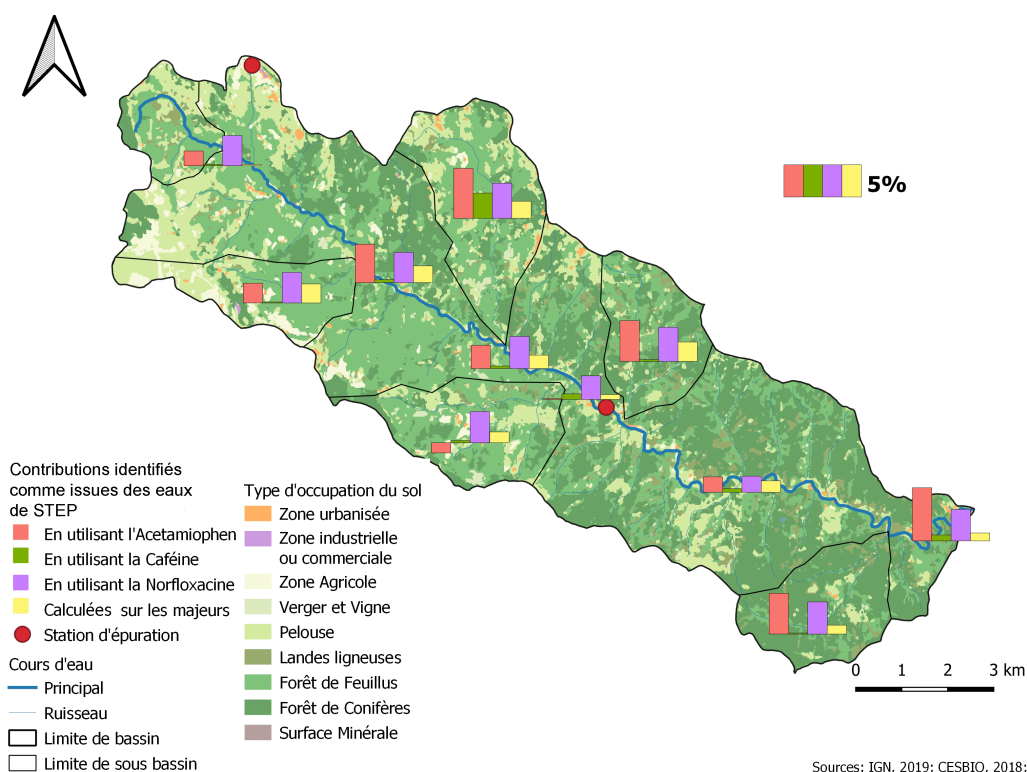 5%
Contributions identifiés
comme issues des eaux
de STEP
En utilisant l'Acetamiophen
En utilisant la Caféine
En utilisant la Norfloxacine
Calculées sur les majeurs
Station d'épuration
Cours d'eau
Principal
Ruisseau
Limite de bassin
Limite de sous bassin
Type d'occupation du sol
Zone urbanisée
Zone industrielle
ou commerciale
Zone Agricole
Verger et Vigne
Pelouse
Landes ligneuses
Forêt de Feuillus
Forêt de Conifères
Surface Minérale
0 1 2 3 km
Sources: IGN, 2019; CESBIO, 2018;